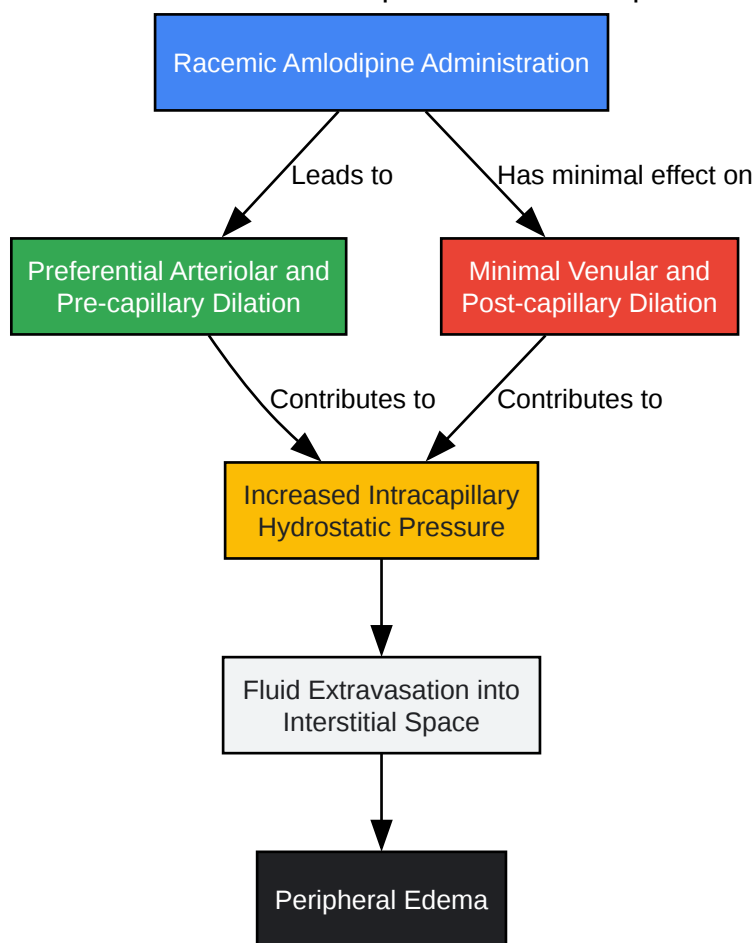 Racemic Amlodipine Administration
Leads to
Has minimal effect on
Preferential Arteriolar and
Pre-capillary Dilation
Minimal Venular and
Post-capillary Dilation
Contributes to
Contributes to
Increased Intracapillary
Hydrostatic Pressure
Fluid Extravasation into
Interstitial Space
Peripheral Edema